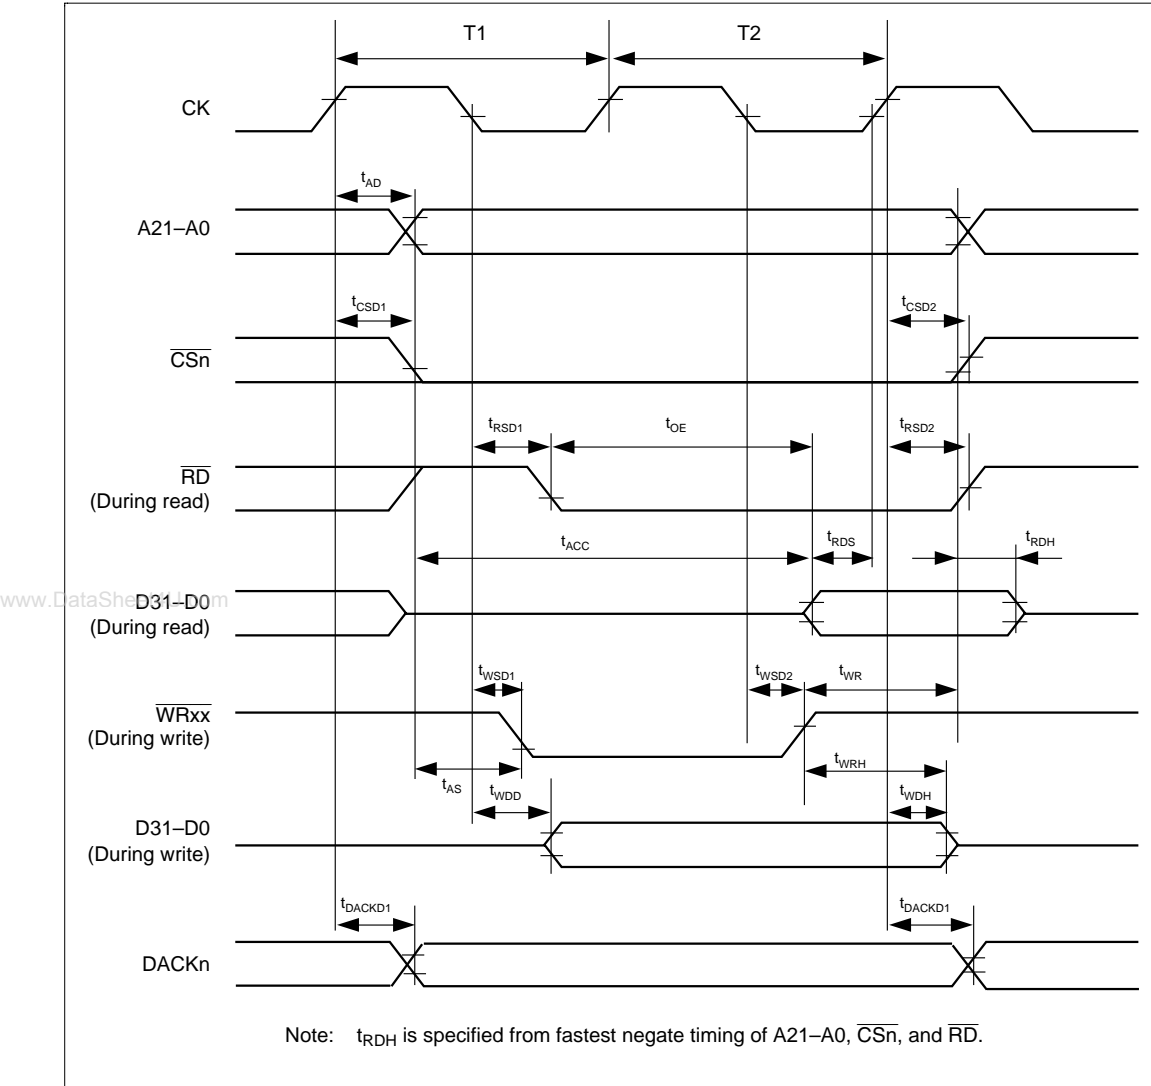 T1 T2
CK
tAD
A21–A0
tCSD1 tCSD2
CSn
tRSD1 tOE tRSD2
RD
(During read)
tACC tRDS tRDH
www.DataSheet4U.com
D31–D0
(During read)
tWSD1 tWSD2 tWR
WRxx
(During write)
tWRH
tAS tWDD tWDH
D31–D0
(During write)
tDACKD1 tDACKD1
DACKn
Note: tRDH is specified from fastest negate timing of A21–A0, CSn, and RD.